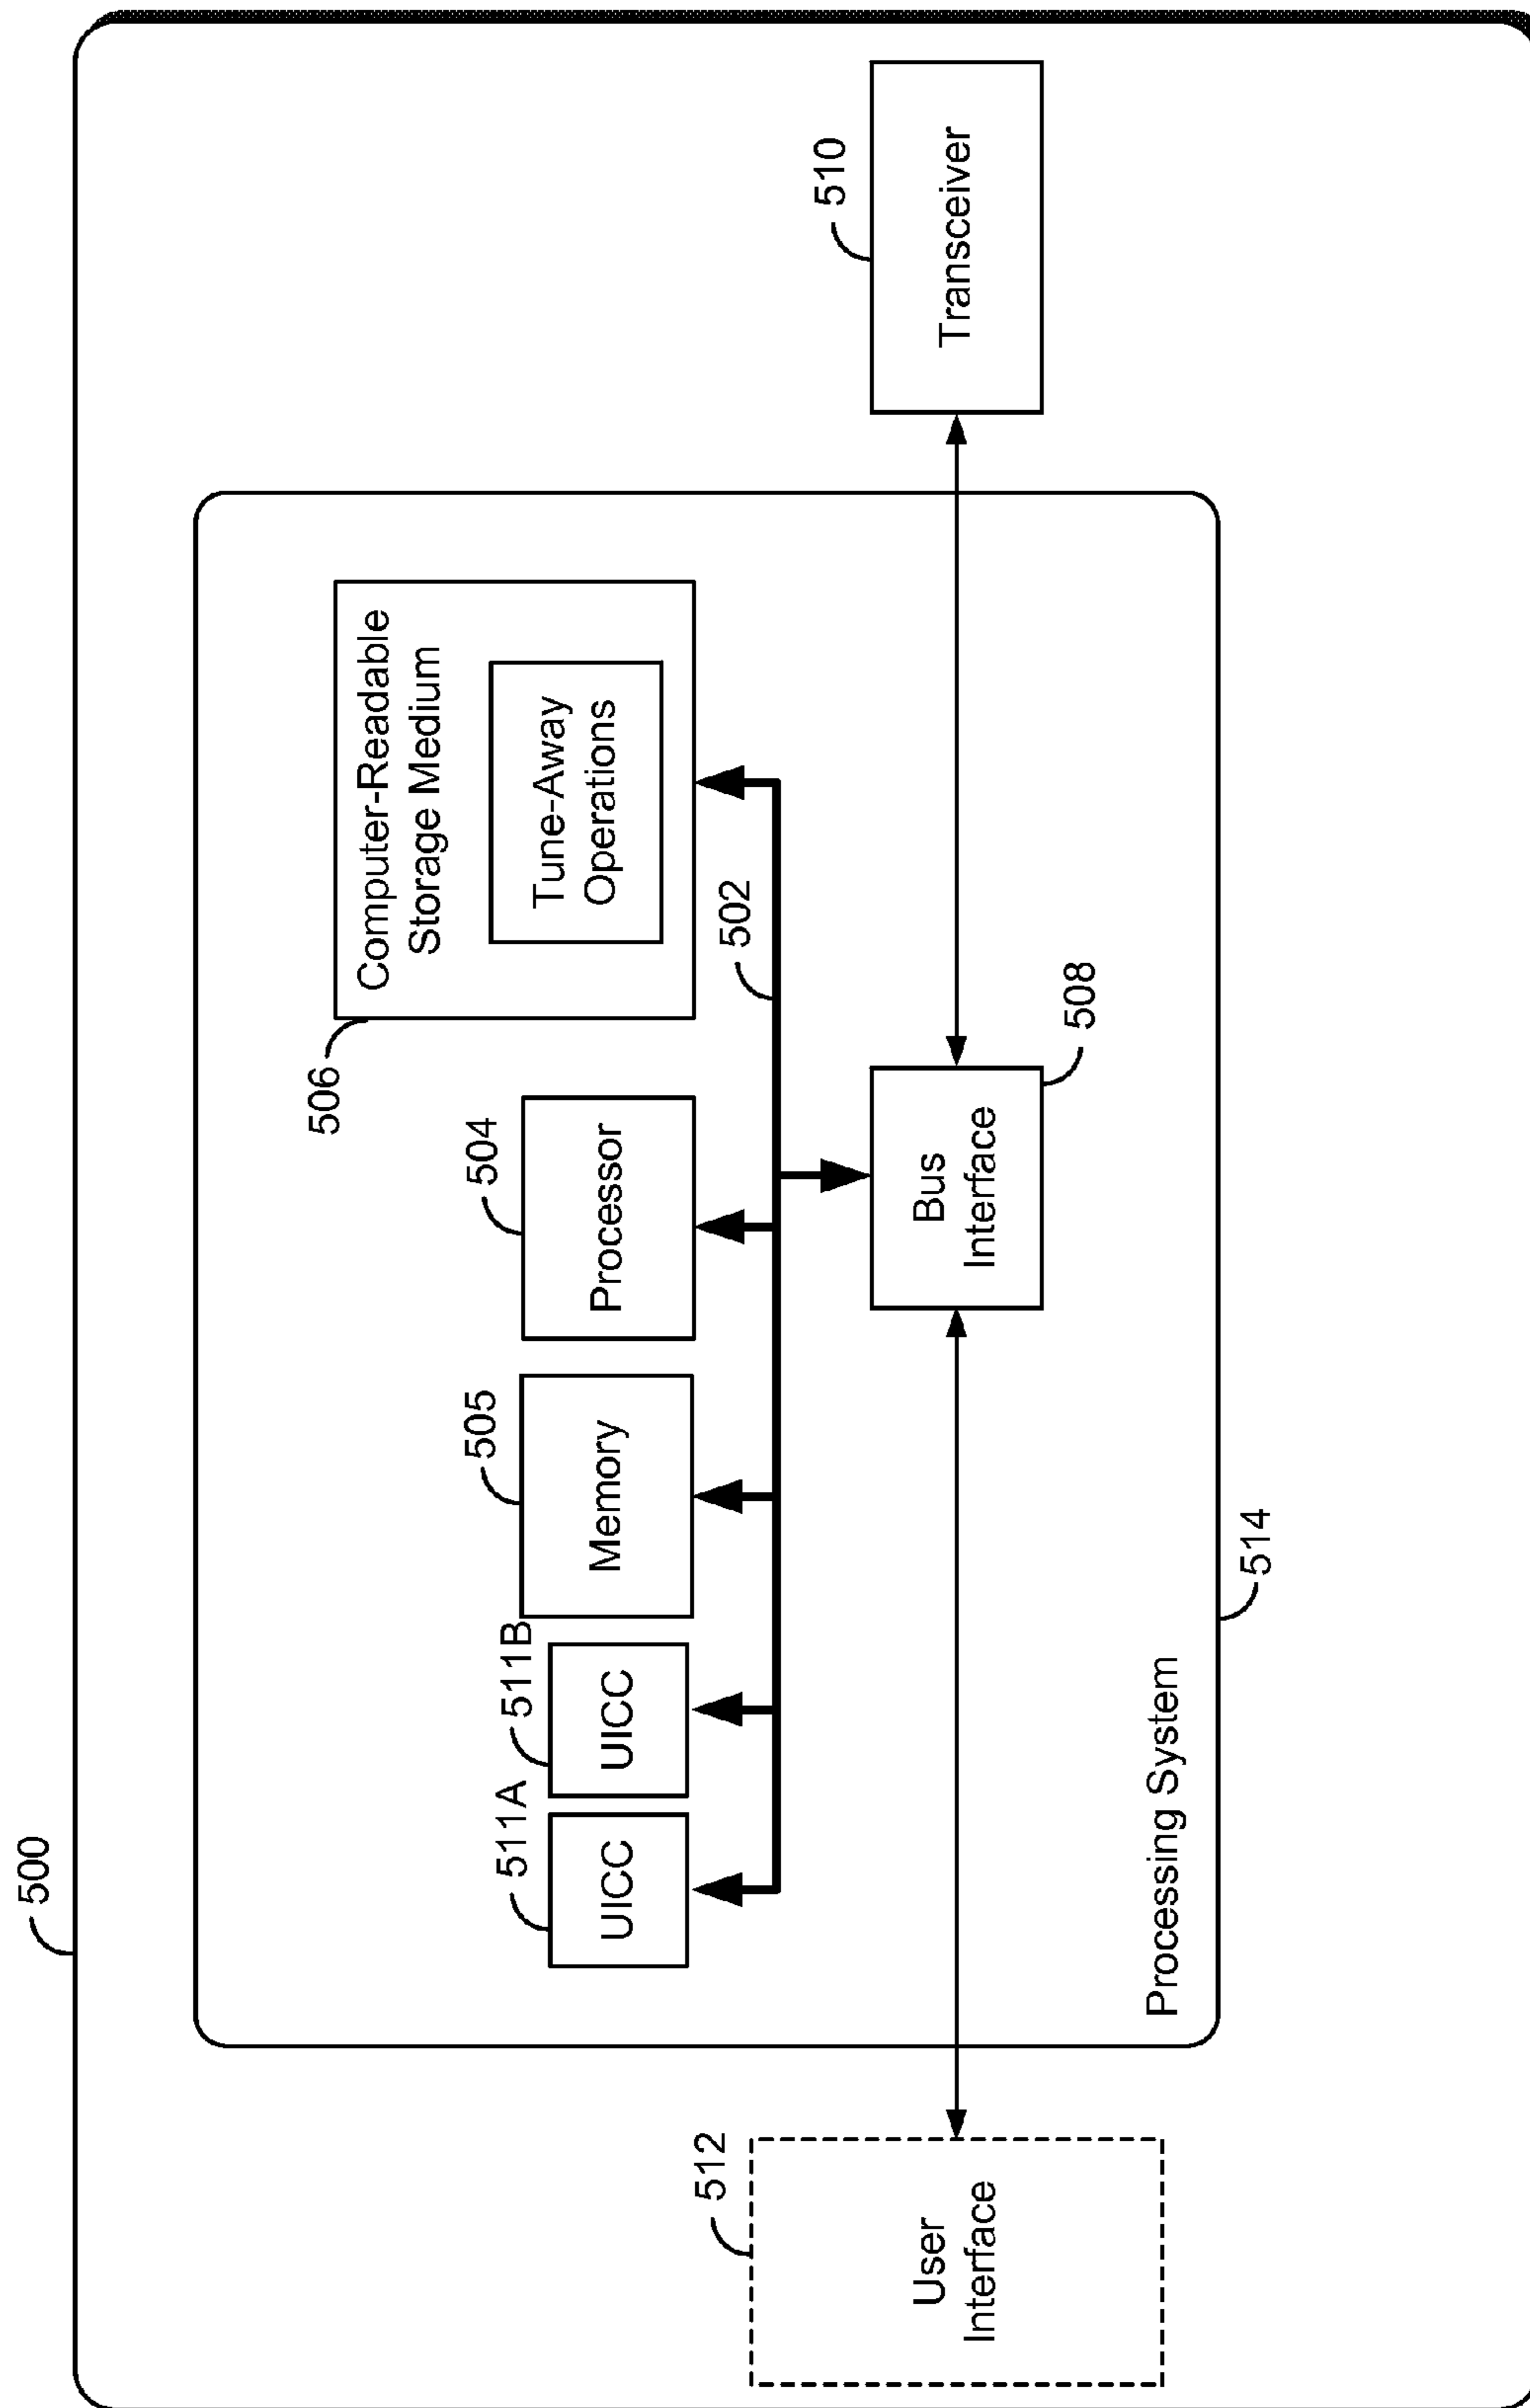 500
511A
511B
505
504
506
UICC
UICC
Memory
Processor
Computer-Readable
Storage Medium
Tune-Away
Operations
502
512
510
User
Interface
Bus
Interface
508
Transceiver
Processing System
514